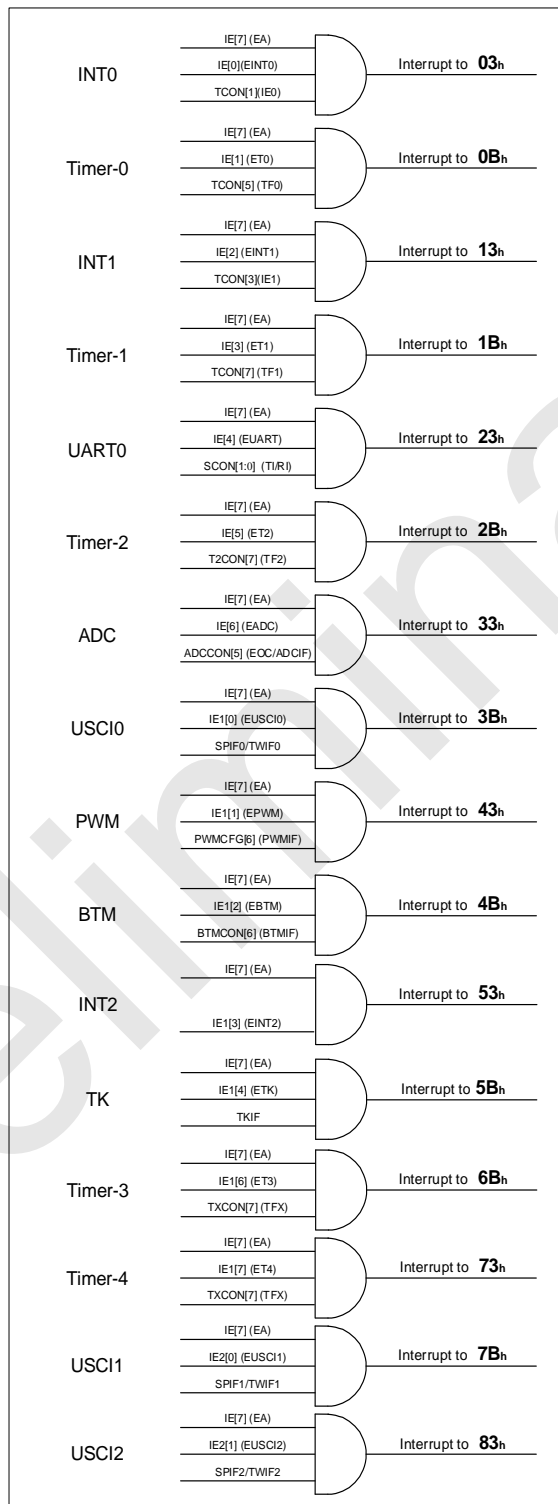 IE[7] (EA)
INT0 IE[0](EINT0) Interrupt to 03h
TCON[1](IE0)
IE[7] (EA)
Timer-0 IE[1] (ET0) Interrupt to 0Bh
TCON[5] (TF0)
IE[7] (EA)
INT1 IE[2] (EINT1) Interrupt to 13h
TCON[3](IE1)
IE[7] (EA)
Timer-1 IE[3] (ET1) Interrupt to 1Bh
TCON[7] (TF1)
IE[7] (EA)
UART0 IE[4] (EUART) Interrupt to 23h
SCON[1:0] (TI/RI)
IE[7] (EA)
Timer-2 IE[5] (ET2) Interrupt to 2Bh
T2CON[7] (TF2)
IE[7] (EA)
ADC IE[6] (EADC) Interrupt to 33h
ADCCON[5] (EOC/ADCIF)
IE[7] (EA)
USCI0 IE1[0] (EUSCI0) Interrupt to 3Bh
SPIF0/TWIF0
IE[7] (EA)
PWM IE1[1] (EPWM) Interrupt to 43h
PWMCFG[6] (PWMIF)
IE[7] (EA)
BTM IE1[2] (EBTM) Interrupt to 4Bh
BTMCON[6] (BTMIF)
IE[7] (EA)
INT2 Interrupt to 53h
IE1[3] (EINT2)
IE[7] (EA)
TK IE1[4] (ETK) Interrupt to 5Bh
TKIF
IE[7] (EA)
Timer-3 IE1[6] (ET3) Interrupt to 6Bh
TXCON[7] (TFX)
IE[7] (EA)
Timer-4 IE1[7] (ET4) Interrupt to 73h
TXCON[7] (TFX)
IE[7] (EA)
USCI1 IE2[0] (EUSCI1) Interrupt to 7Bh
SPIF1/TWIF1
IE[7] (EA)
USCI2 IE2[1] (EUSCI2) Interrupt to 83h
SPIF2/TWIF2